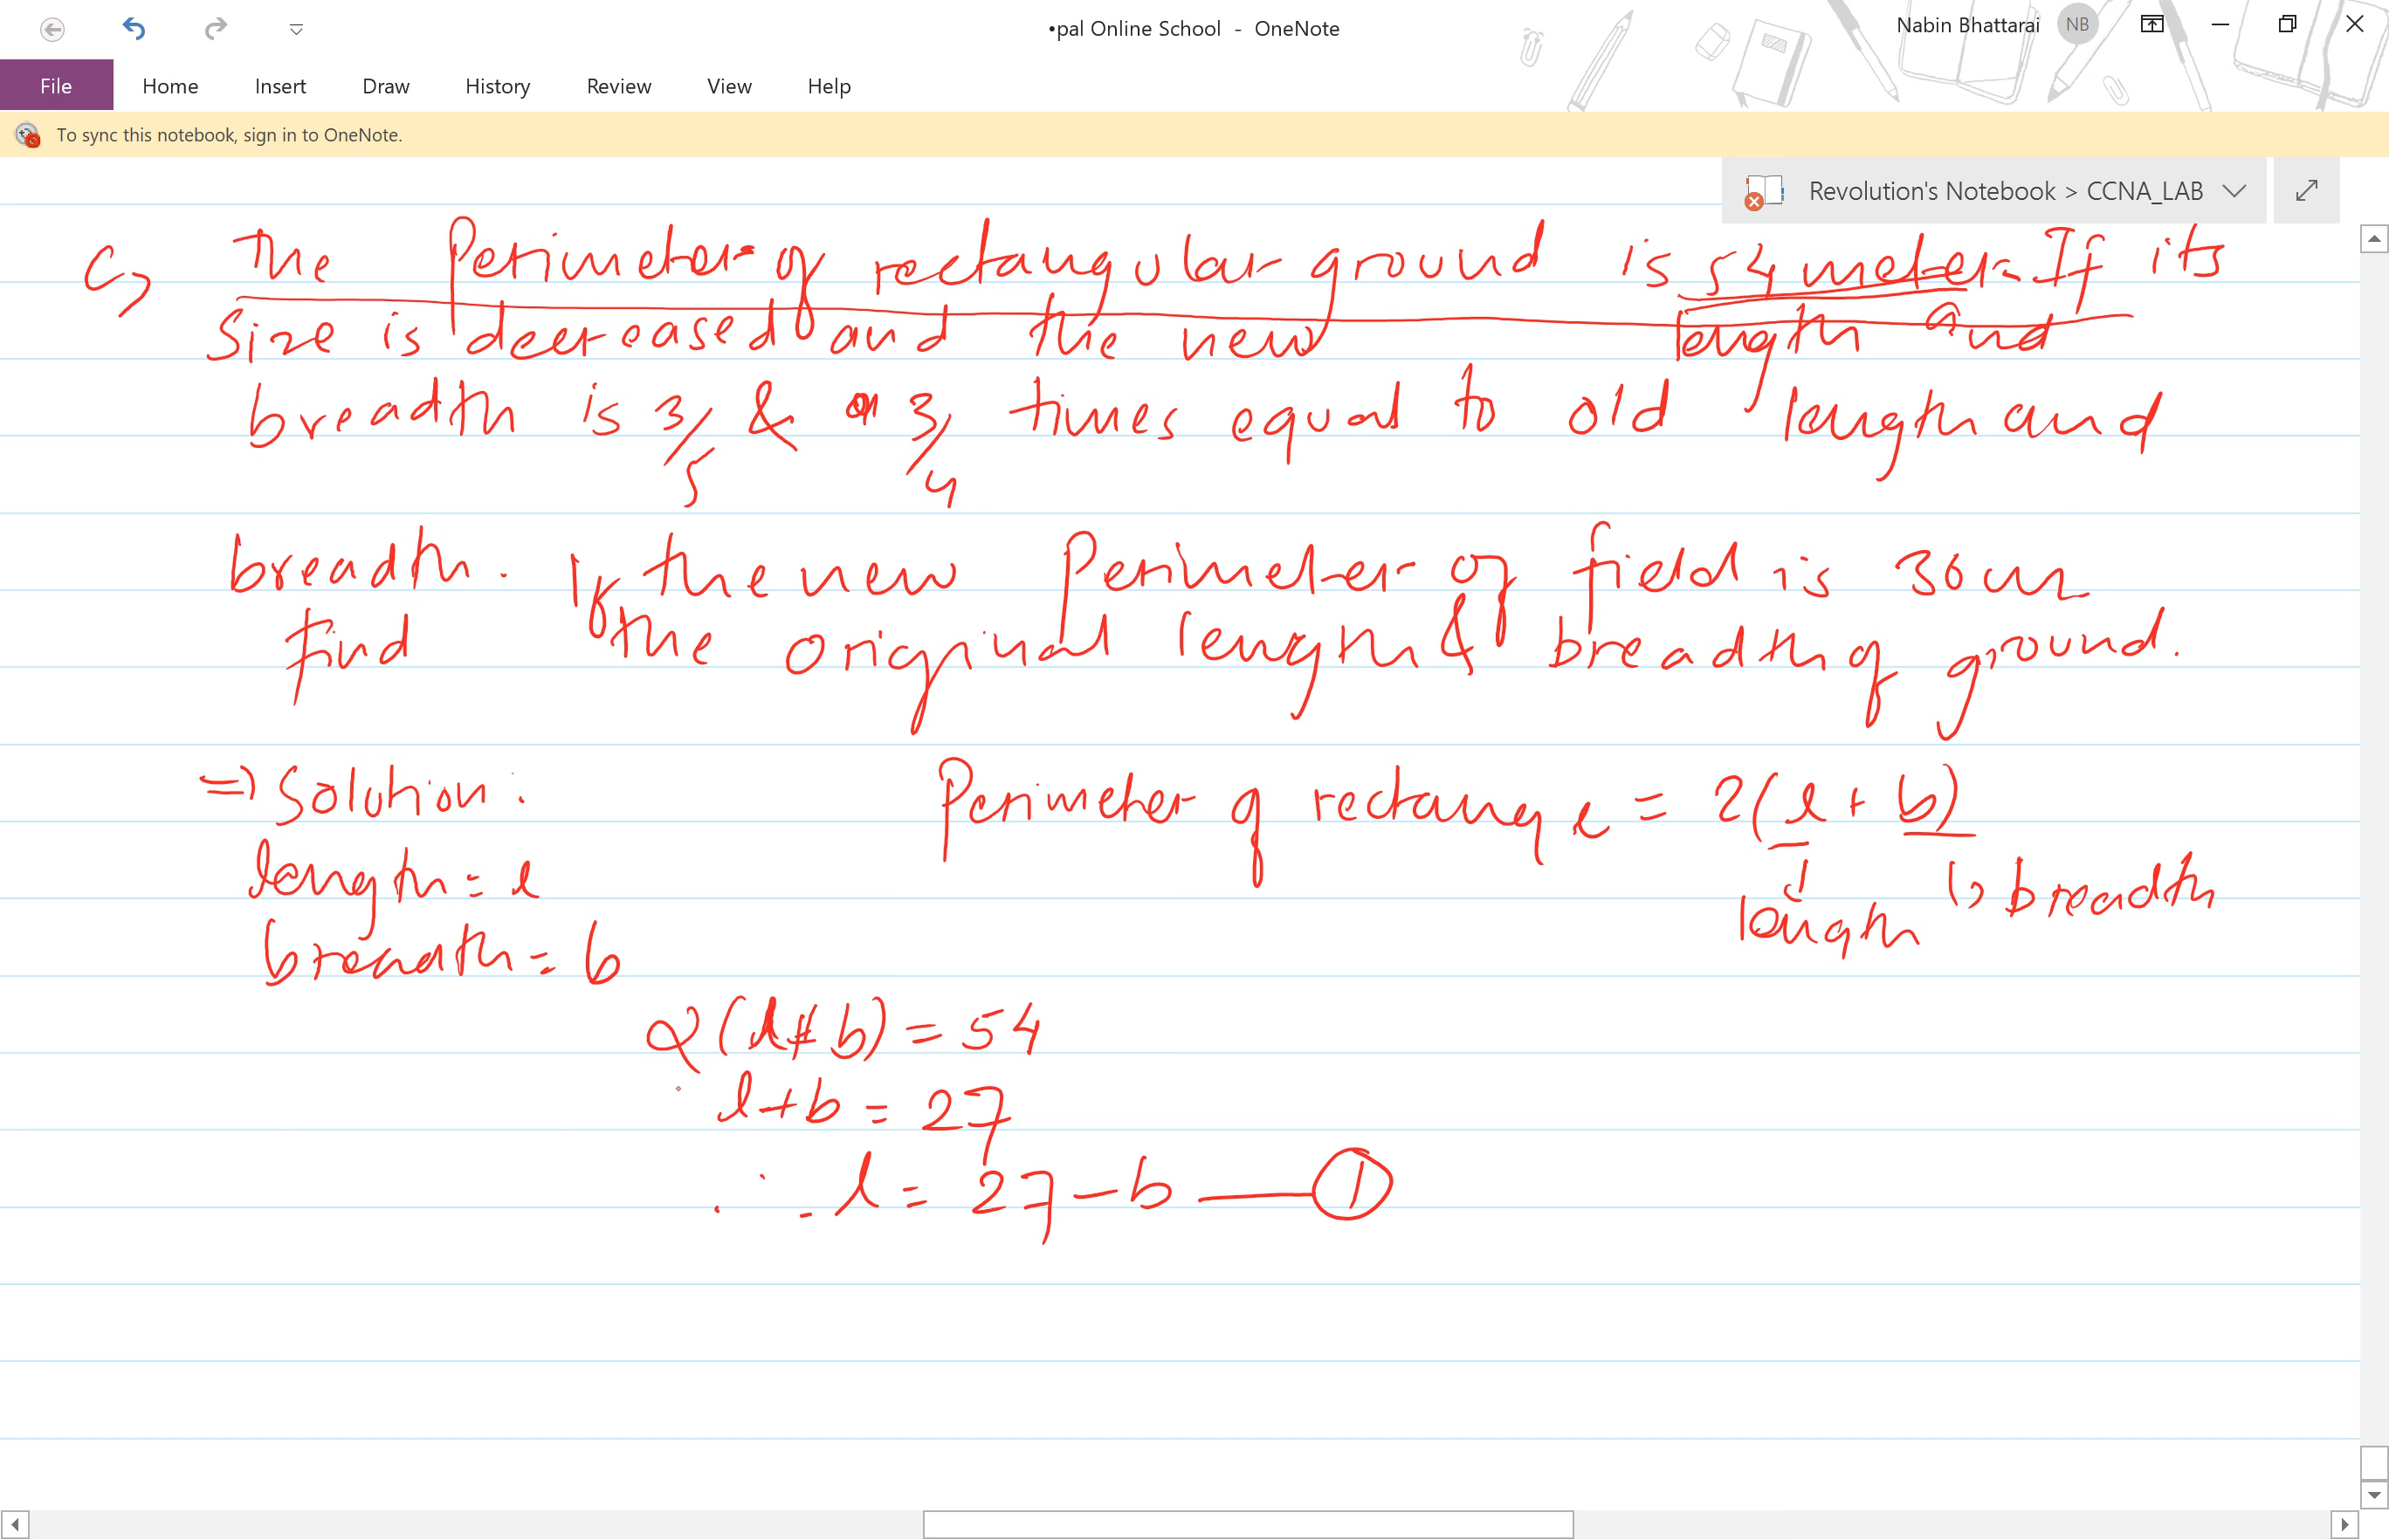 •pal Online School - OneNote
Nabin Bhattarai NB
File Home Insert Draw History Review View Help
To sync this notebook, sign in to OneNote.
Revolution's Notebook > CCNA_LAB
C> The Perimeter of rectangular ground is 54 meter. If its
size is decreased and the new length and
breadth is 3/5 & 3/4 times equal to old length and
breadth. If the new Perimeter of field is 36 cm
find the original length & breadth of ground.
=> Solution:
Perimeter of rectangle = 2(l + b)
length = l
length
breadth
breadth = b
2(l+b) = 54
l+b = 27
∴ l = 27-b — 1